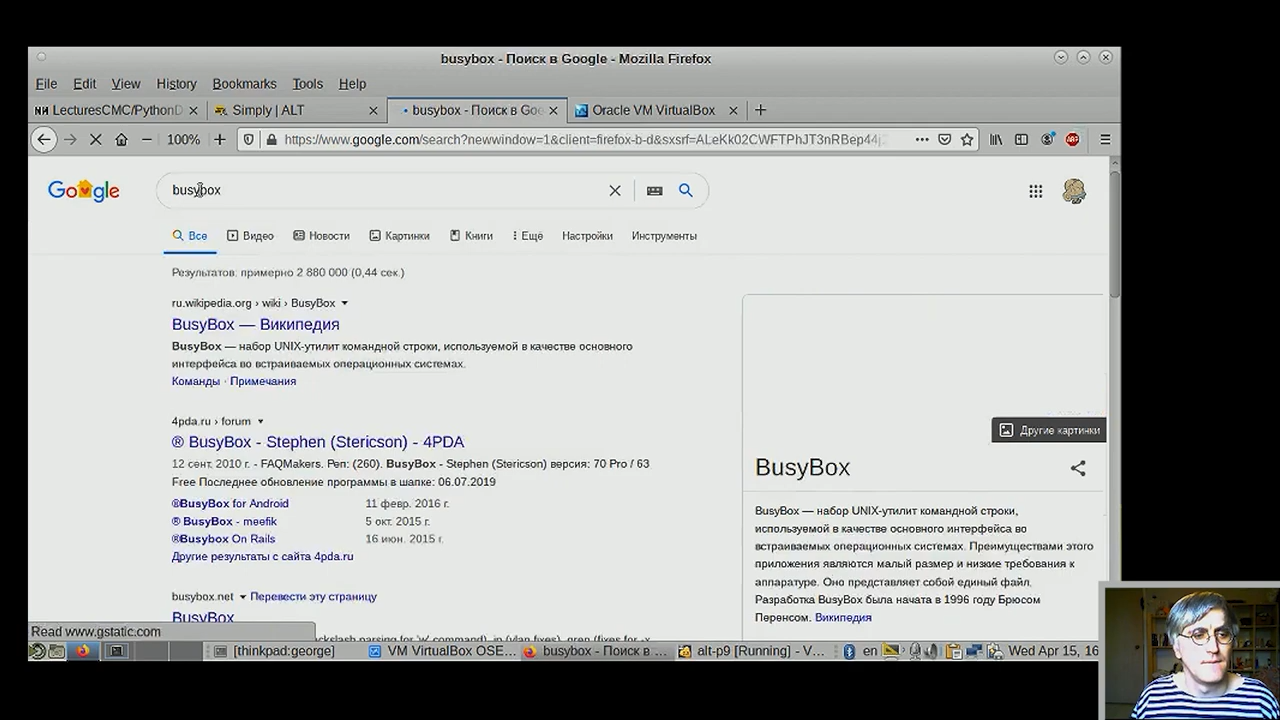 busybox - Поиск в Google - Mozilla Firefox
File Edit View History Bookmarks Tools Help
LecturesCMC/PythonD
Simply | ALT
busybox - Поиск в Goo
Oracle VM VirtualBox
100%
https://www.google.com/search?newwindow=1&client=firefox-b-d&sxsrf=ALeKk02CWFTPhJT3nRBep44j
Google
busybox
Все Видео Новости Картинки Книги Ещё Настройки Инструменты
Результатов: примерно 2 880 000 (0,44 сек.)
ru.wikipedia.org › wiki › BusyBox
BusyBox — Википедия
BusyBox — набор UNIX-утилит командной строки, используемой в качестве основного
интерфейса во встраиваемых операционных системах.
Команды · Примечания
4pda.ru › forum
® BusyBox - Stephen (Stericson) - 4PDA
12 сент. 2010 г. - FAQMakers. Реп: (260). BusyBox - Stephen (Stericson) версия: 70 Pro / 63
Free Последнее обновление программы в шапке: 06.07.2019
®BusyBox for Android 11 февр. 2016 г.
® BusyBox - meefik 5 окт. 2015 г.
®Busybox On Rails 16 июн. 2015 г.
Другие результаты с сайта 4pda.ru
busybox.net Перевести эту страницу
BusyBox
Другие картинки
BusyBox
BusyBox — набор UNIX-утилит командной строки,
используемой в качестве основного интерфейса во
встраиваемых операционных системах. Преимуществами этого
приложения являются малый размер и низкие требования к
аппаратуре. Оно представляет собой единый файл.
Разработка BusyBox была начата в 1996 году Брюсом
Перенсом. Википедия
Read www.gstatic.com
[thinkpad:george]
VM VirtualBox OSE...
busybox - Поиск в ...
alt-p9 [Running] - V...
en
Wed Apr 15, 16